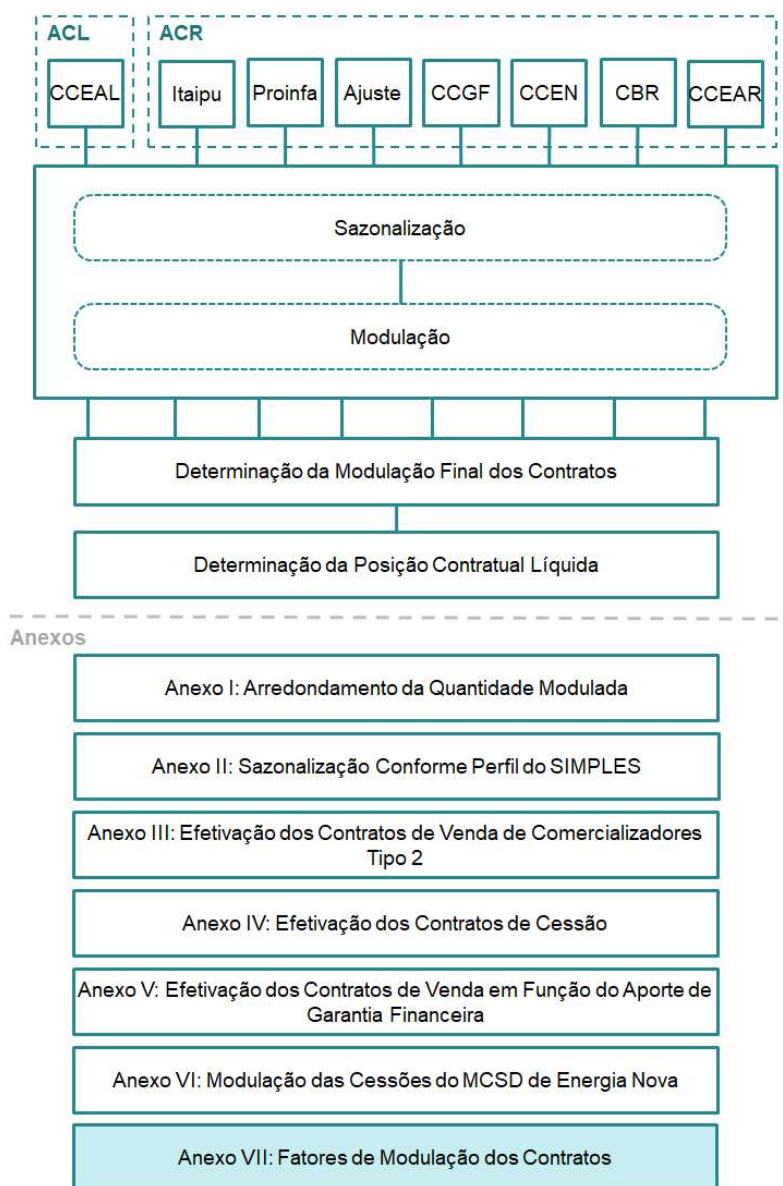 ACL
ACR
CCEAL
Itaipu
Proinfa
Ajuste
CCGF
CCEN
CBR
CCEAR
Sazonalização
Modulação
Determinação da Modulação Final dos Contratos
Determinação da Posição Contratual Líquida
Anexos
Anexo I: Arredondamento da Quantidade Modulada
Anexo II: Sazonalização Conforme Perfil do SIMPLES
Anexo III: Efetivação dos Contratos de Venda de Comercializadores
Tipo 2
Anexo IV: Efetivação dos Contratos de Cessão
Anexo V: Efetivação dos Contratos de Venda em Função do Aporte de
Garantia Financeira
Anexo VI: Modulação das Cessões do MCSD de Energia Nova
Anexo VII: Fatores de Modulação dos Contratos